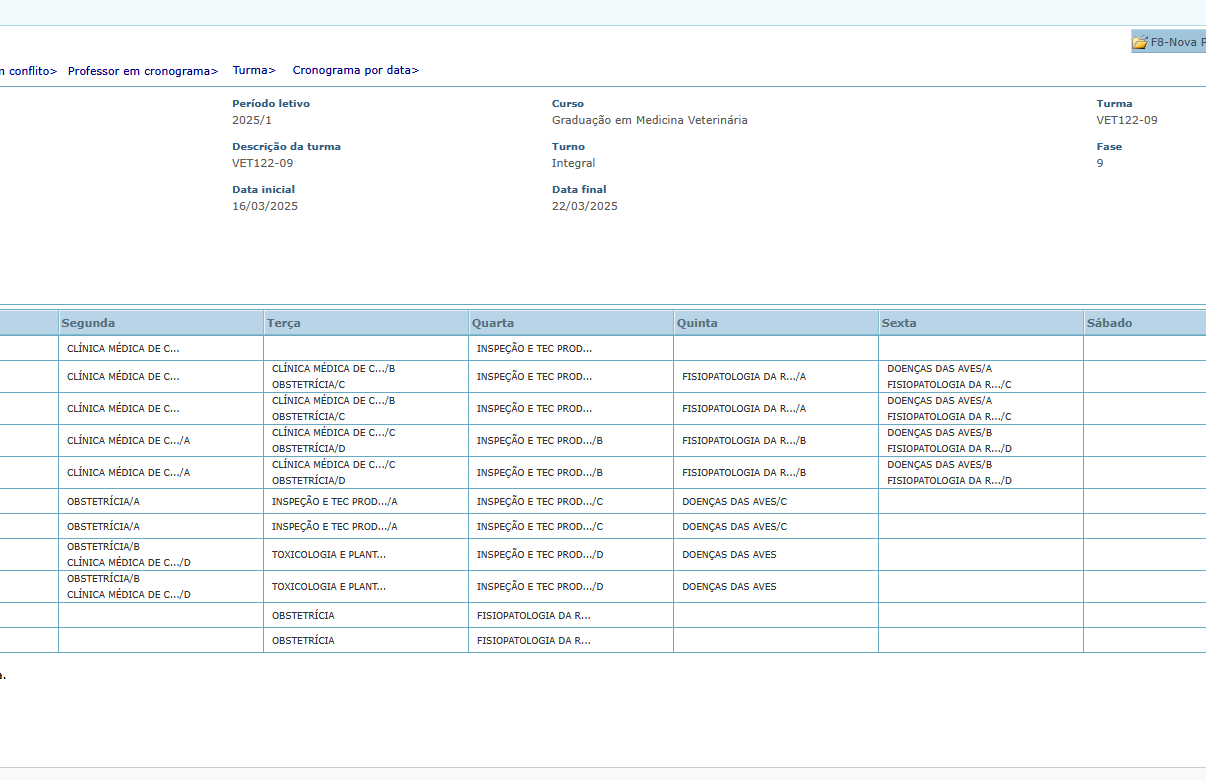 F8-Nova P
n conflito> Professor em cronograma> Turma> Cronograma por data>
Período letivo Curso Turma
2025/1 Graduação em Medicina Veterinária VET122-09
Descrição da turma Turno Fase
VET122-09 Integral 9
Data inicial Data final
16/03/2025 22/03/2025
Segunda Terça Quarta Quinta Sexta Sábado
CLÍNICA MÉDICA DE C... INSPEÇÃO E TEC PROD...
CLÍNICA MÉDICA DE C... CLÍNICA MÉDICA DE C.../B INSPEÇÃO E TEC PROD... FISIOPATOLOGIA DA R.../A DOENÇAS DAS AVES/A
OBSTETRÍCIA/C FISIOPATOLOGIA DA R.../C
CLÍNICA MÉDICA DE C... CLÍNICA MÉDICA DE C.../B INSPEÇÃO E TEC PROD... FISIOPATOLOGIA DA R.../A DOENÇAS DAS AVES/A
OBSTETRÍCIA/C FISIOPATOLOGIA DA R.../C
CLÍNICA MÉDICA DE C.../A CLÍNICA MÉDICA DE C.../C INSPEÇÃO E TEC PROD.../B FISIOPATOLOGIA DA R.../B DOENÇAS DAS AVES/B
OBSTETRÍCIA/D FISIOPATOLOGIA DA R.../D
CLÍNICA MÉDICA DE C.../A CLÍNICA MÉDICA DE C.../C INSPEÇÃO E TEC PROD.../B FISIOPATOLOGIA DA R.../B DOENÇAS DAS AVES/B
OBSTETRÍCIA/D FISIOPATOLOGIA DA R.../D
OBSTETRÍCIA/A INSPEÇÃO E TEC PROD.../A INSPEÇÃO E TEC PROD.../C DOENÇAS DAS AVES/C
OBSTETRÍCIA/A INSPEÇÃO E TEC PROD.../A INSPEÇÃO E TEC PROD.../C DOENÇAS DAS AVES/C
OBSTETRÍCIA/B TOXICOLOGIA E PLANT... INSPEÇÃO E TEC PROD.../D DOENÇAS DAS AVES
CLÍNICA MÉDICA DE C.../D
OBSTETRÍCIA/B TOXICOLOGIA E PLANT... INSPEÇÃO E TEC PROD.../D DOENÇAS DAS AVES
CLÍNICA MÉDICA DE C.../D
OBSTETRÍCIA FISIOPATOLOGIA DA R...
OBSTETRÍCIA FISIOPATOLOGIA DA R...